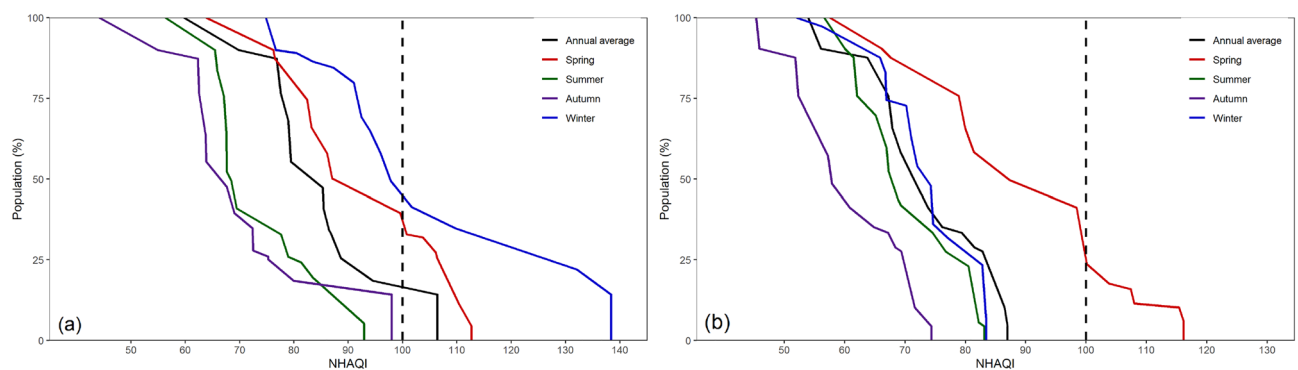 100
75
50
25
0
Population (%)
Annual average
Spring
Summer
Autumn
Winter
(a)
50 60 70 80 90 100 110 120 130 140
NHAQI
100
75
50
25
0
Population (%)
Annual average
Spring
Summer
Autumn
Winter
(b)
50 60 70 80 90 100 110 120 130
NHAQI